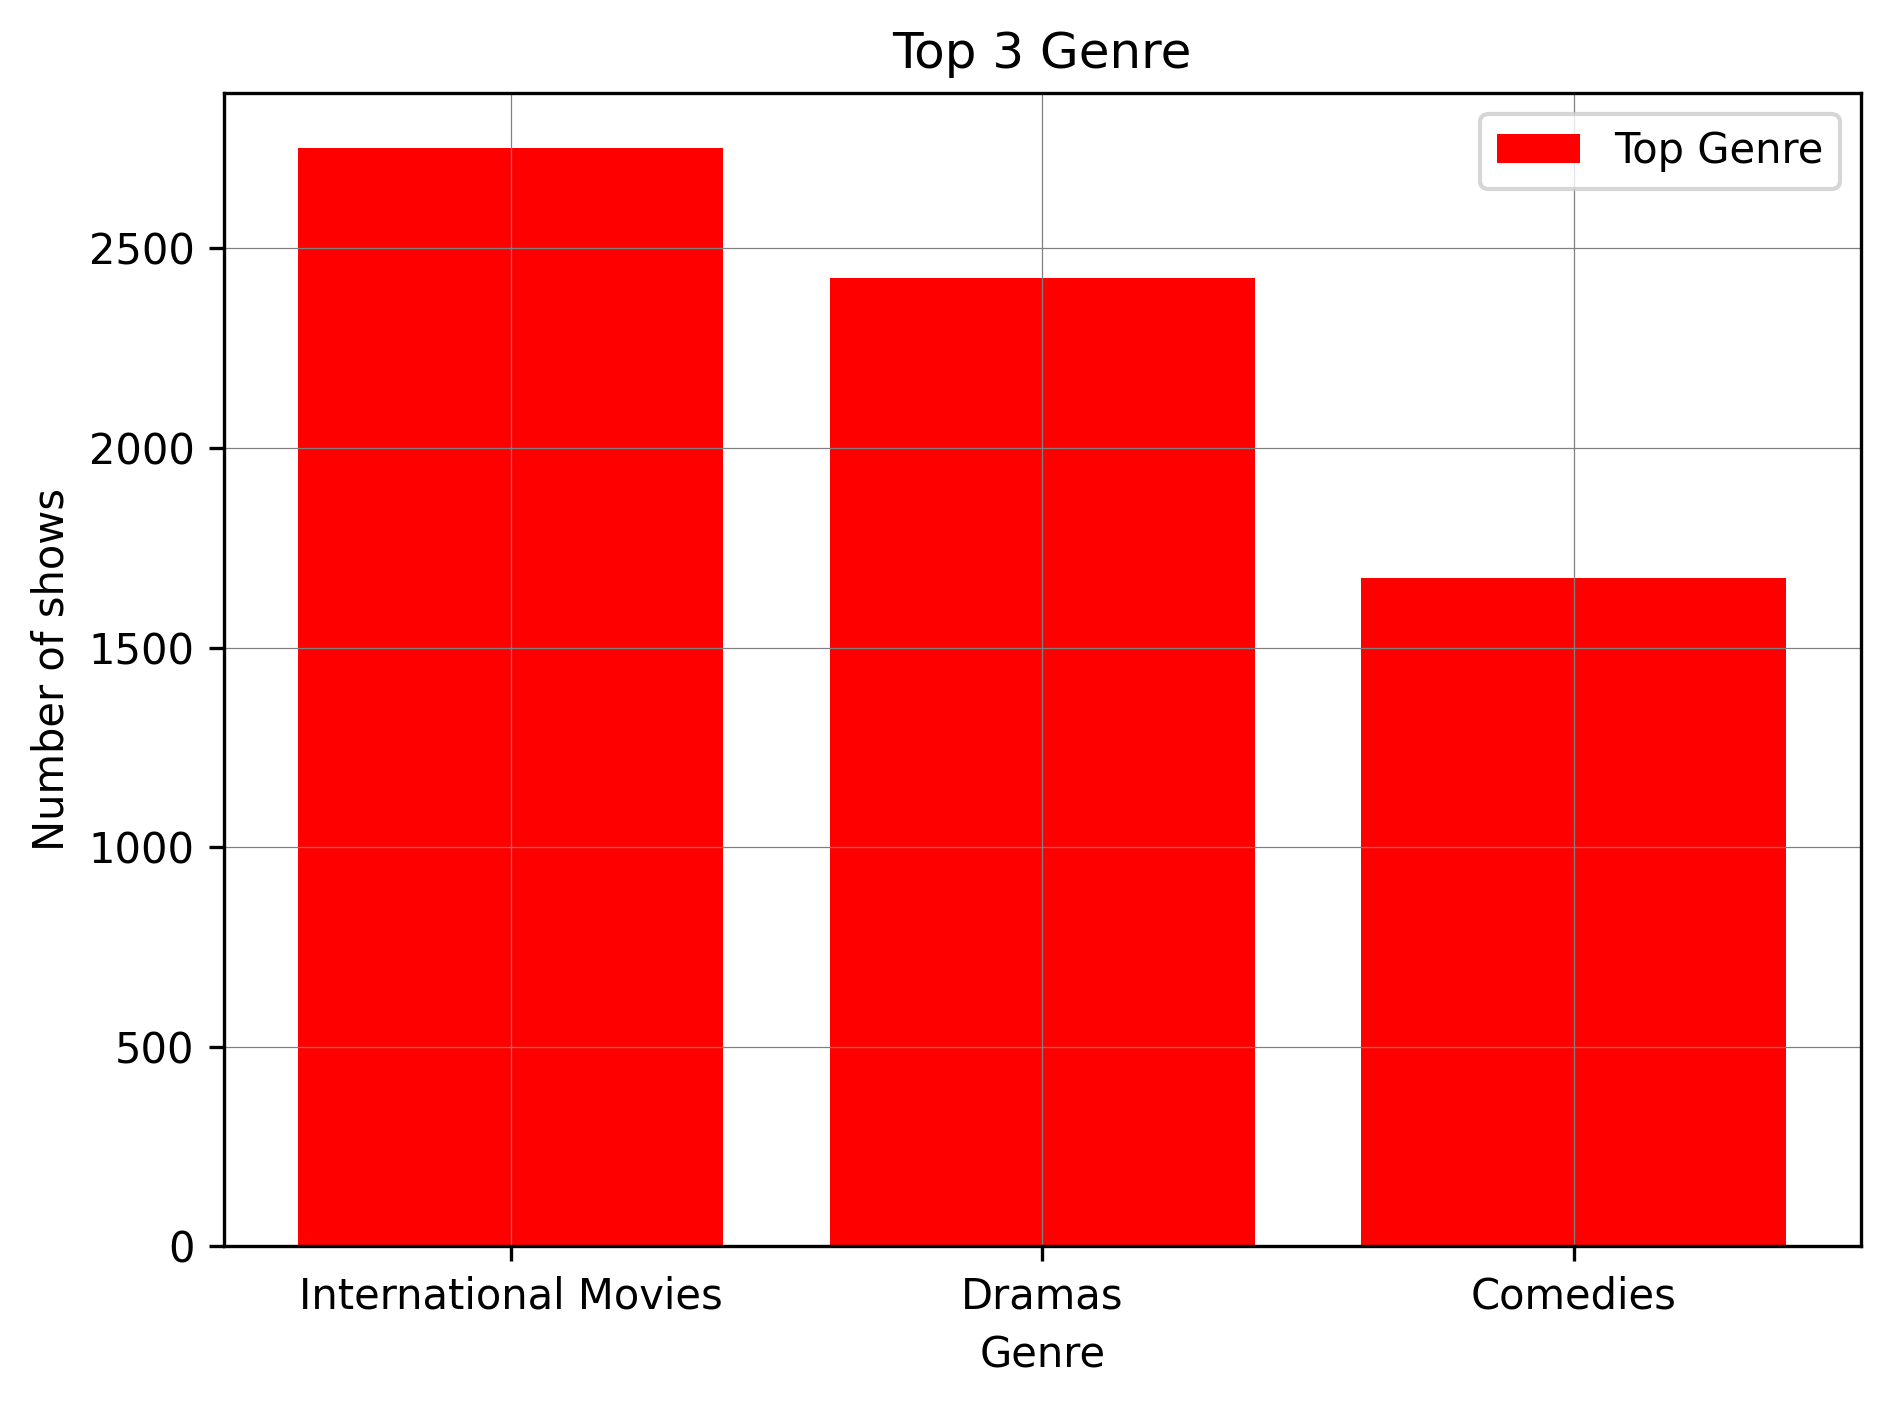 Top 3 Genre
Top Genre
2500
2000
1500
1000
500
0
Number of shows
International Movies
Dramas
Comedies
Genre